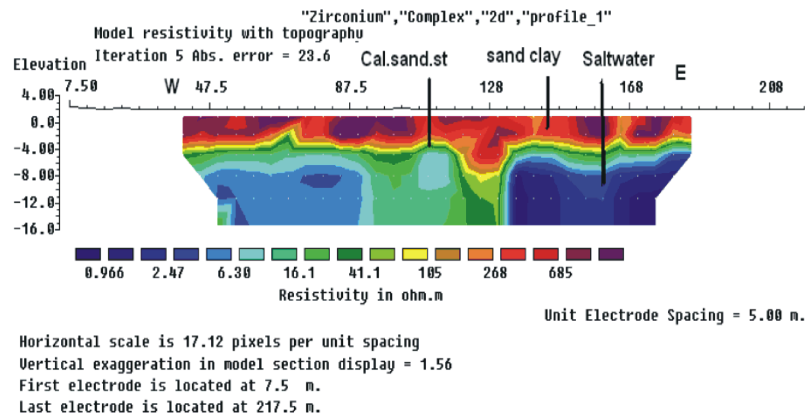 "Zirconium","Complex","2d","profile_1"
Model resistivity with topography
Iteration 5 Abs. error = 23.6
Cal.sand.st sand clay Saltwater
Elevation
7.50 W 47.5 87.5 128 168 E 208
4.00
0.0
-4.00
-8.00
-12.0
-16.0
0.966 2.47 6.30 16.1 41.1 105 268 685
Resistivity in ohm.m
Unit Electrode Spacing = 5.00 m.
Horizontal scale is 17.12 pixels per unit spacing
Vertical exaggeration in model section display = 1.56
First electrode is located at 7.5 m.
Last electrode is located at 217.5 m.